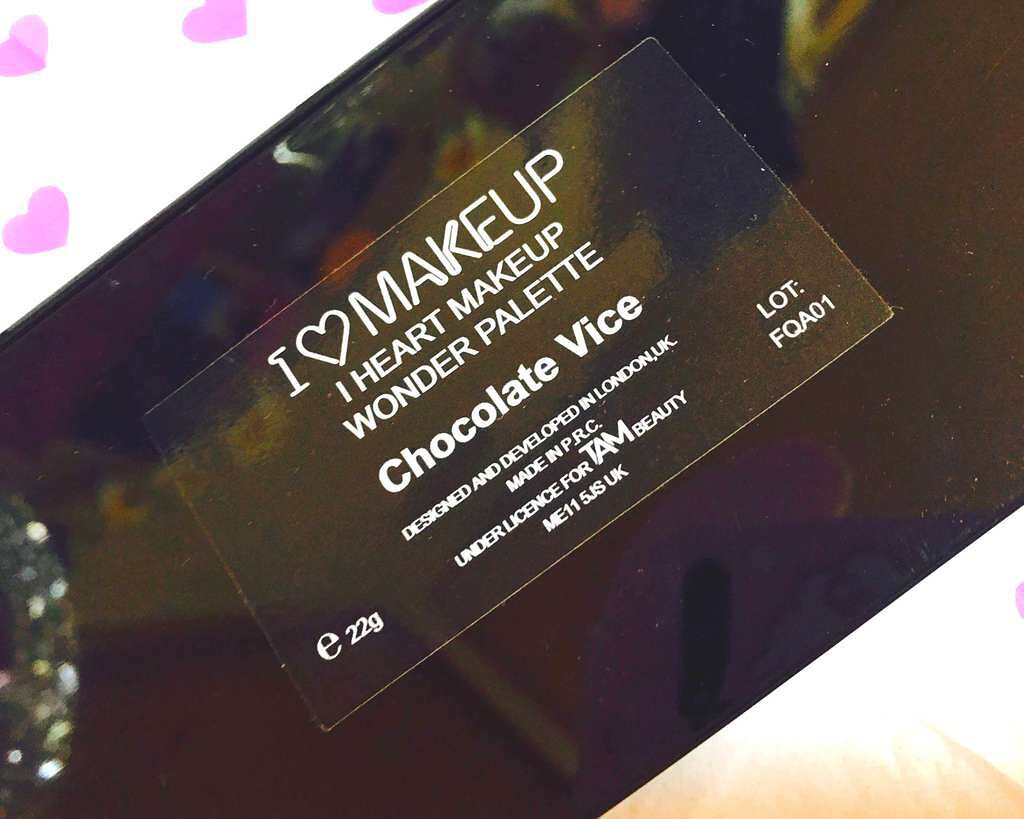 I ♡ MAKEUP
I HEART MAKEUP
WONDER PALETTE
Chocolate Vice
DESIGNED AND DEVELOPED IN LONDON,UK.
MADE IN P.R.C.
UNDER LICENCE FOR TAM BEAUTY
ME11 5JS UK
LOT:
FQA01
e 22g